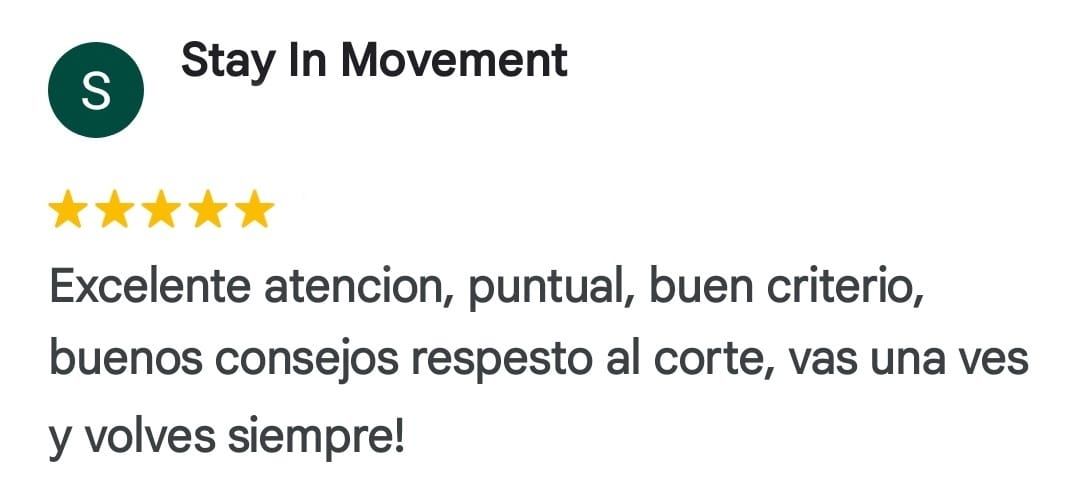 S
Stay In Movement
Excelente atencion, puntual, buen criterio,
buenos consejos respesto al corte, vas una ves
y volves siempre!